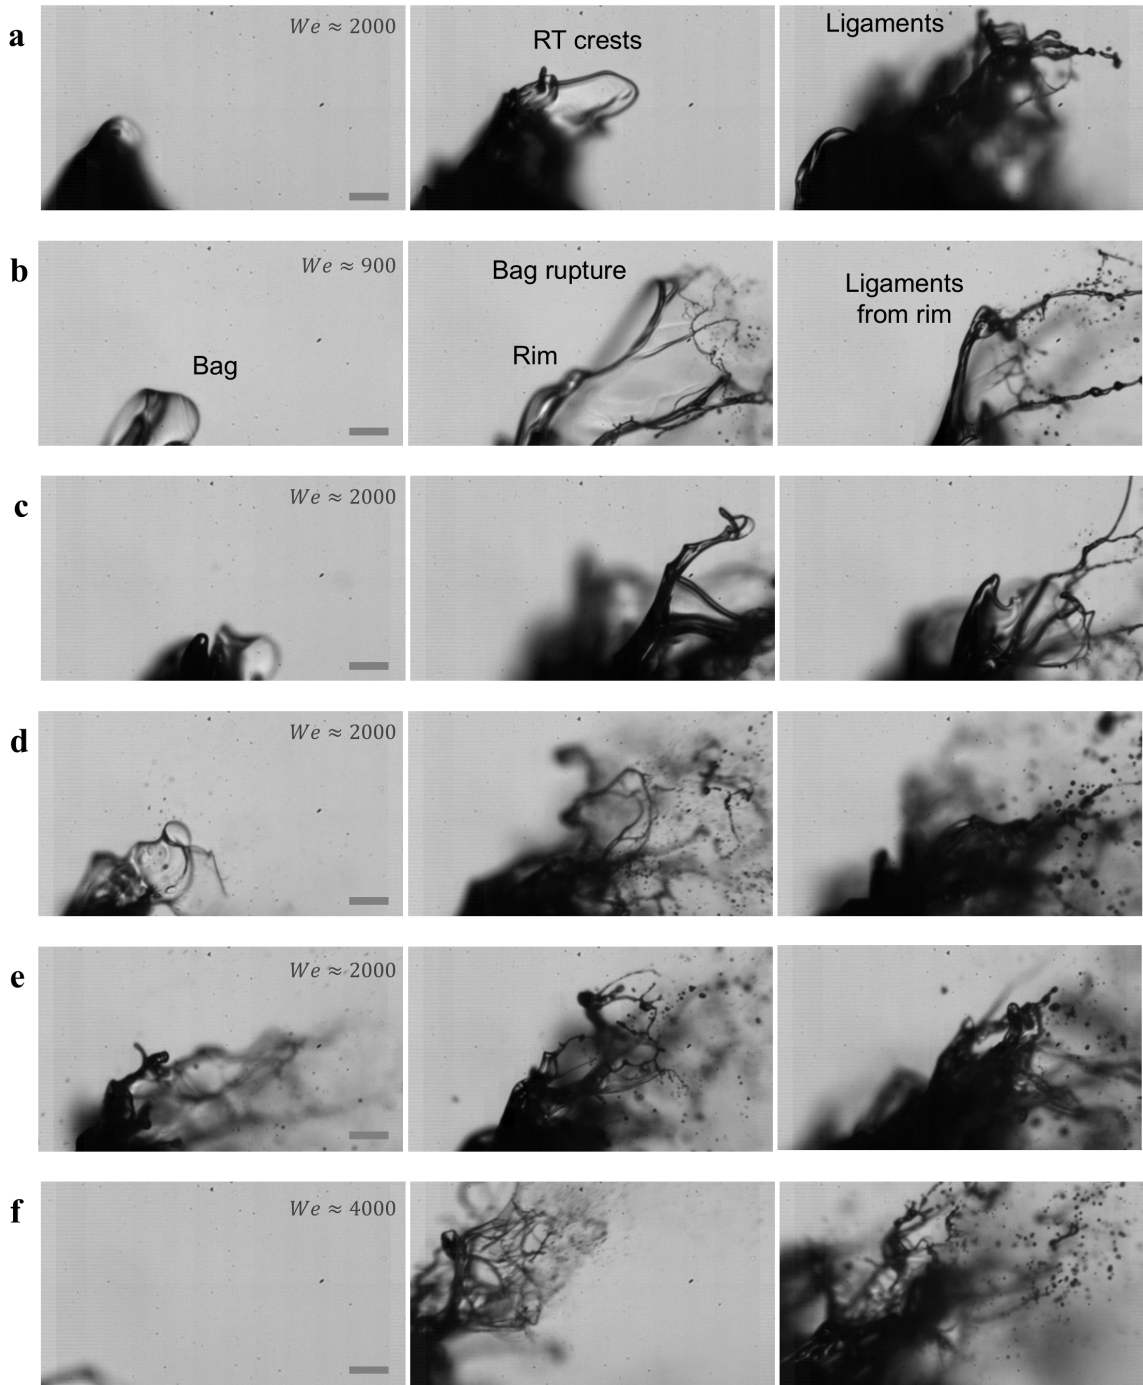 a
We ≈ 2000
RT crests
Ligaments
b
We ≈ 900
Bag
Bag rupture
Rim
Ligaments
from rim
c
We ≈ 2000
d
We ≈ 2000
e
We ≈ 2000
f
We ≈ 4000